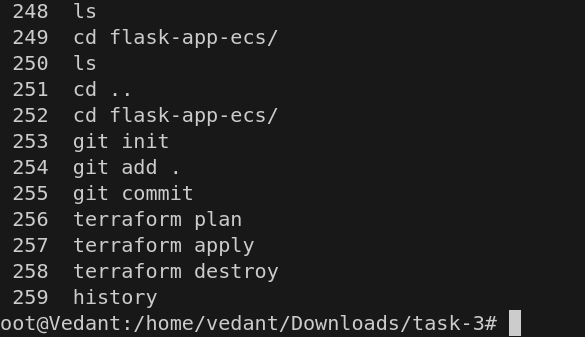 248  ls
249  cd flask-app-ecs/
250  ls
251  cd ..
252  cd flask-app-ecs/
253  git init
254  git add .
255  git commit
256  terraform plan
257  terraform apply
258  terraform destroy
259  history
oot@Vedant:/home/vedant/Downloads/task-3#